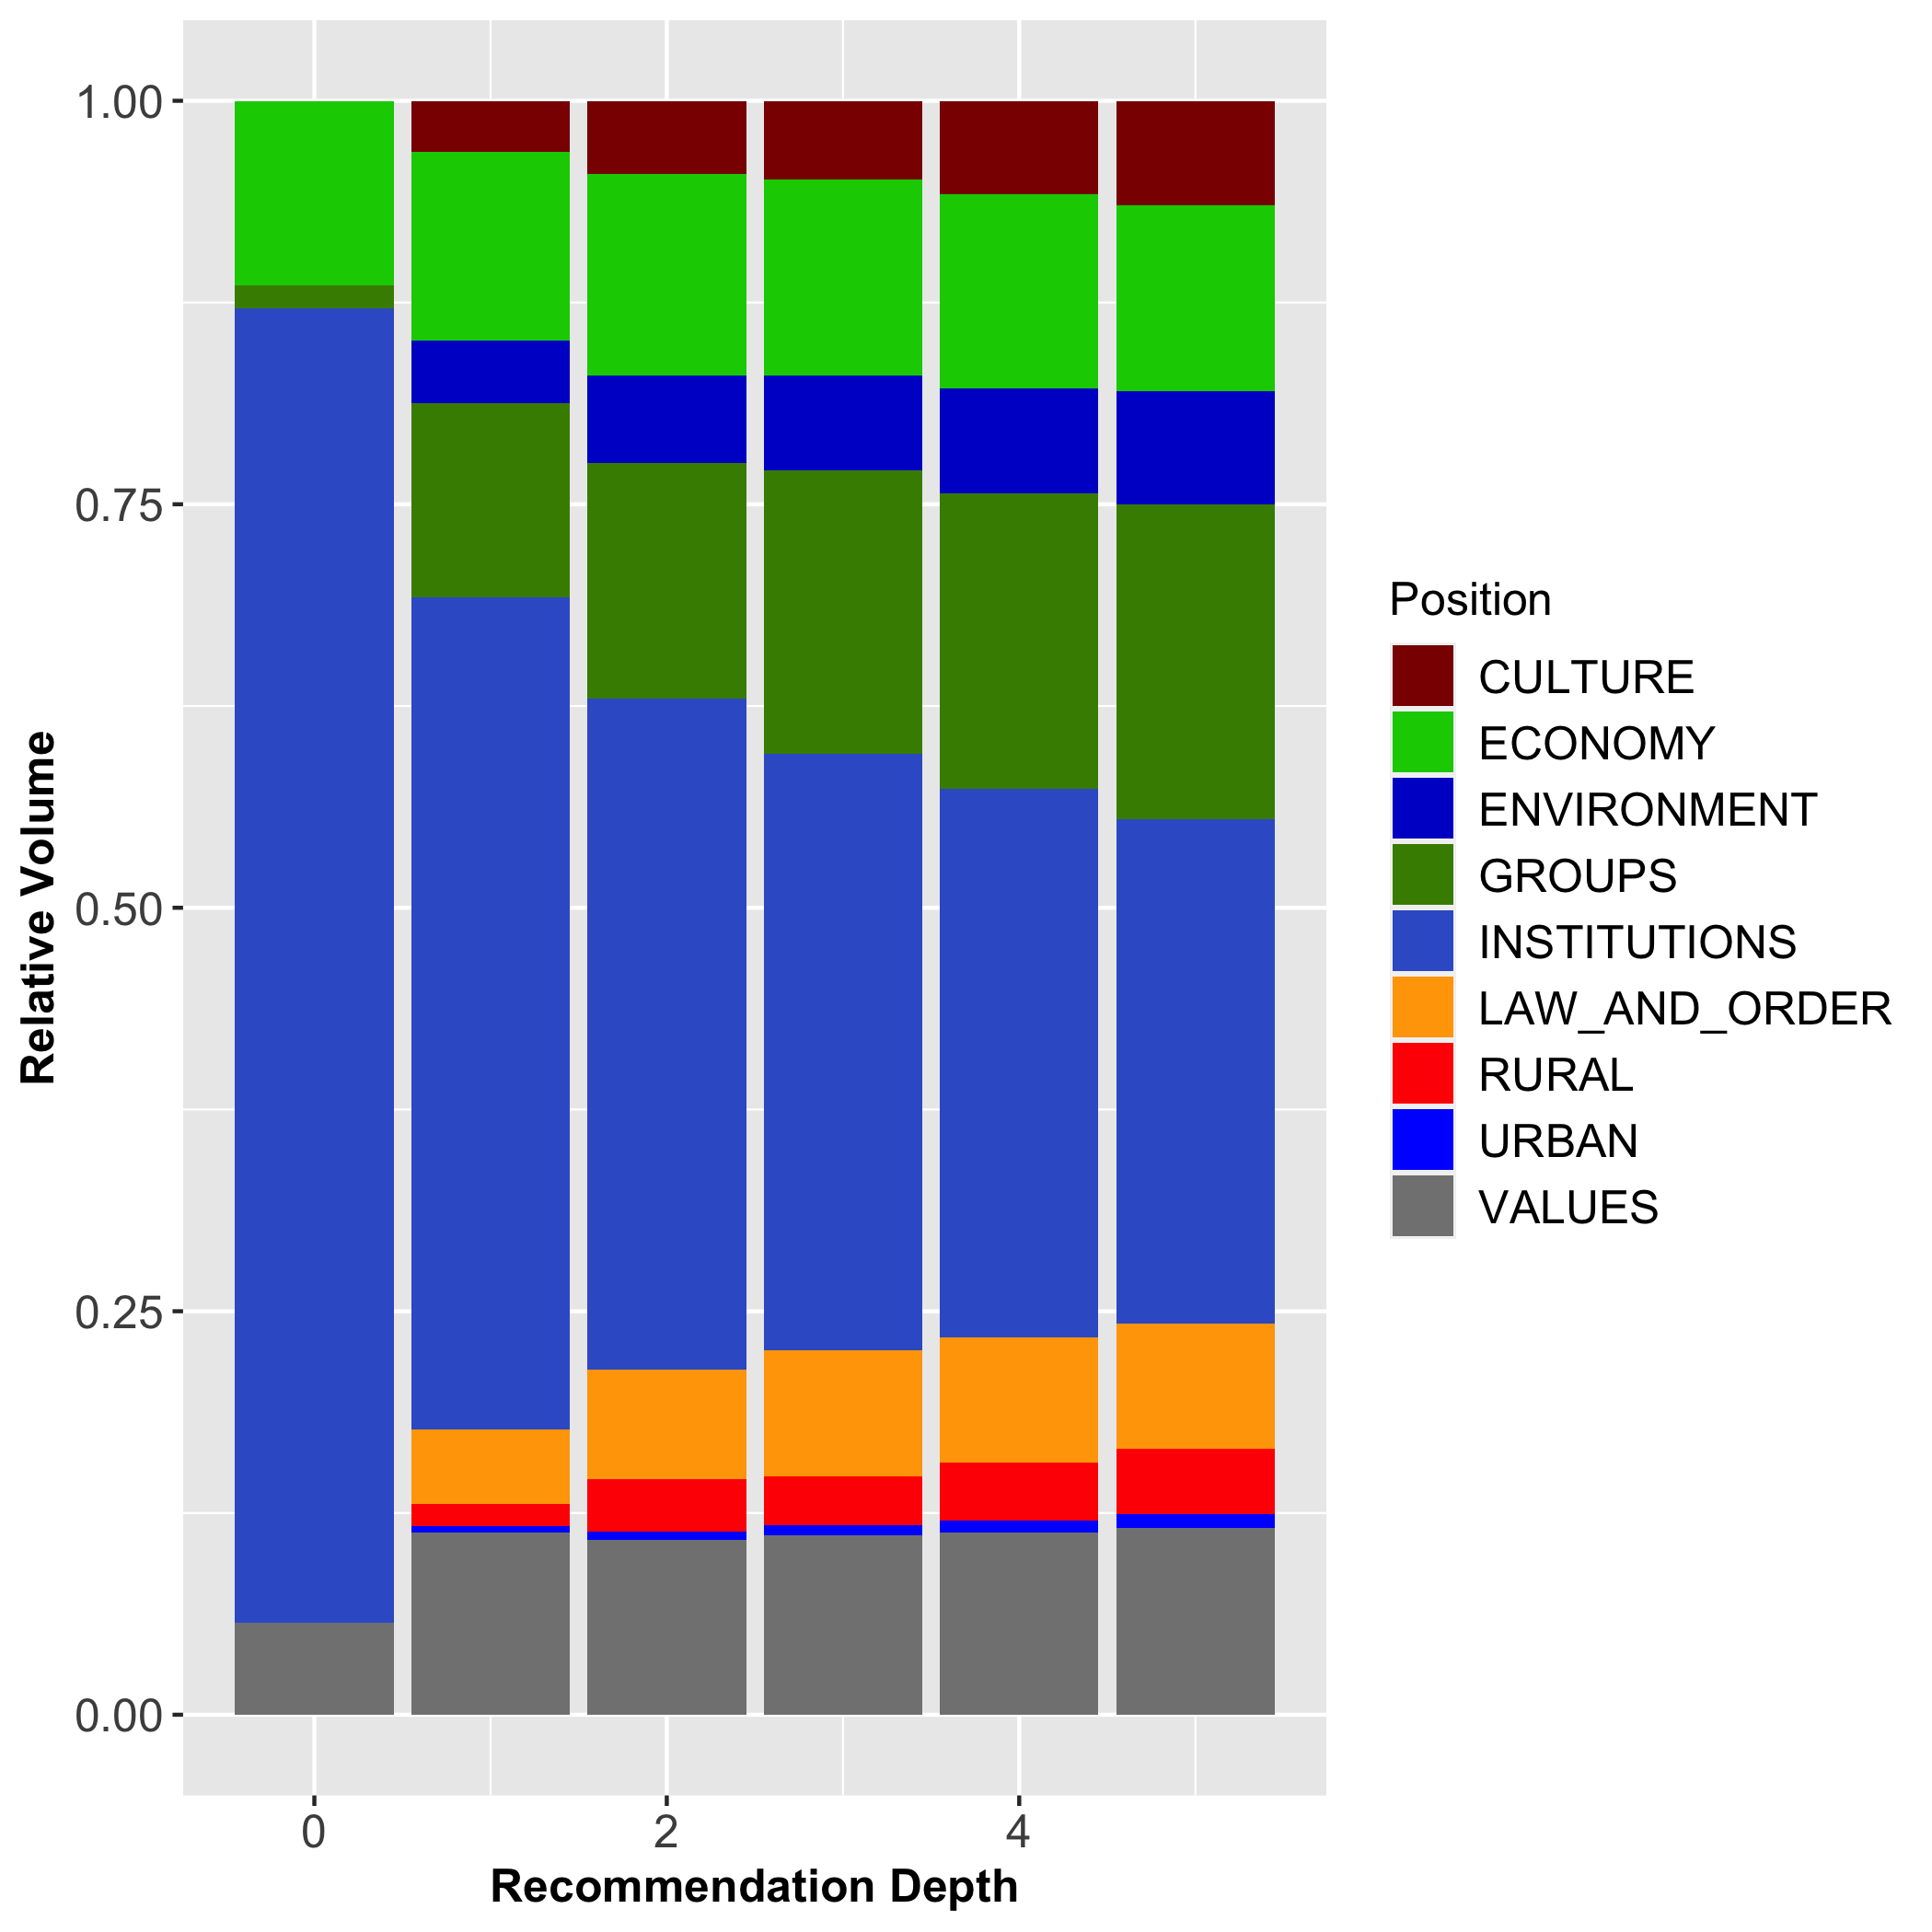 1.00
0.75
0.50
0.25
0.00
Relative Volume
0
2
4
Recommendation Depth
Position
CULTURE
ECONOMY
ENVIRONMENT
GROUPS
INSTITUTIONS
LAW_AND_ORDER
RURAL
URBAN
VALUES